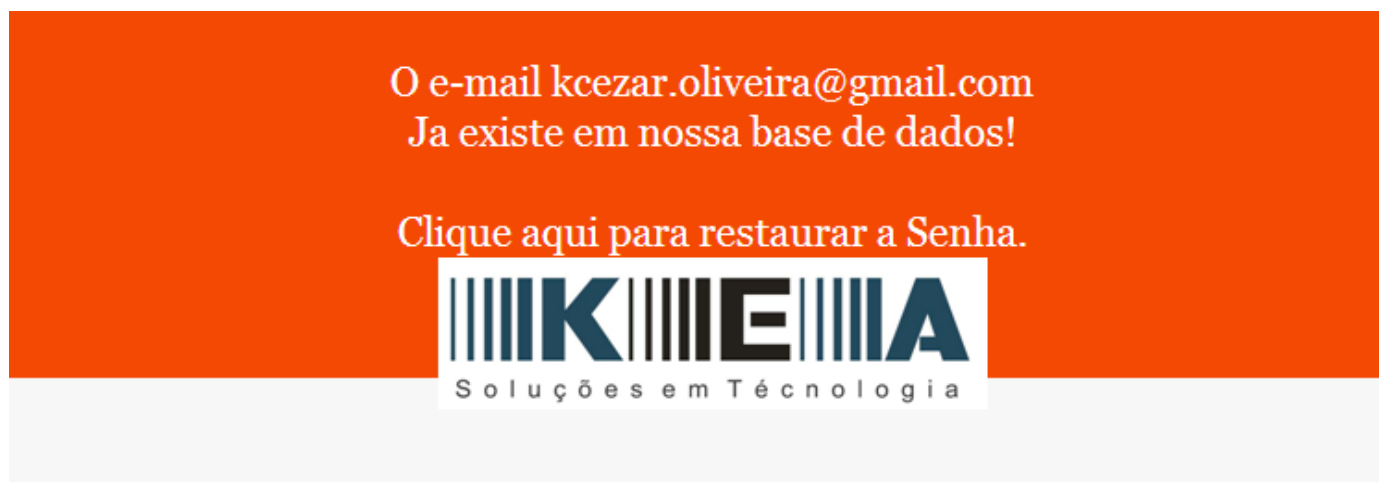 O e-mail kcezar.oliveira@gmail.com
Ja existe em nossa base de dados!
Clique aqui para restaurar a Senha.
KEA
Soluções em Técnologia